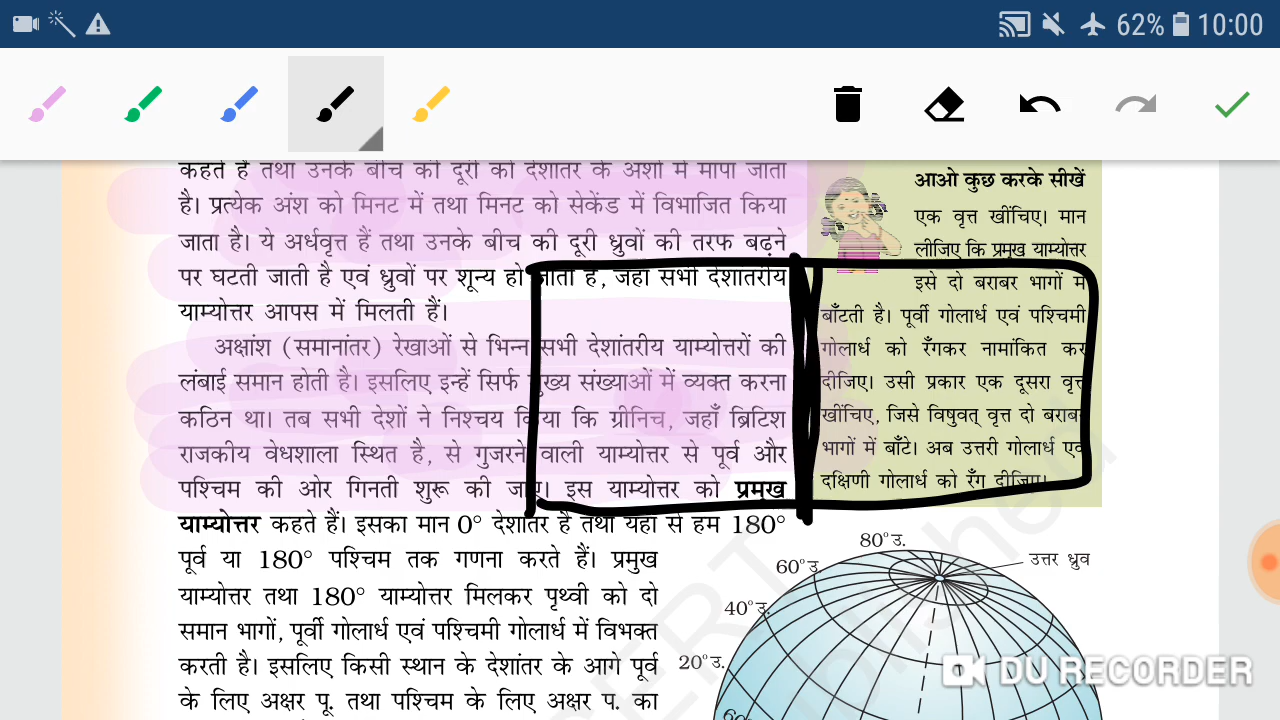 62% 10:00
कहते हैं तथा उनके बीच की दूरी को देशांतर के अंशों में मापा जाता
है। प्रत्येक अंश को मिनट में तथा मिनट को सेकेंड में विभाजित किया
जाता है। ये अर्धवृत्त हैं तथा उनके बीच की दूरी ध्रुवों की तरफ बढ़ने
पर घटती जाती है एवं ध्रुवों पर शून्य हो जाती है, जहाँ सभी देशांतरीय
याम्योत्तर आपस में मिलती हैं।
अक्षांश (समानांतर) रेखाओं से भिन्न सभी देशांतरीय याम्योत्तरों की
लंबाई समान होती है। इसलिए इन्हें सिर्फ मुख्य संख्याओं में व्यक्त करना
कठिन था। तब सभी देशों ने निश्चय किया कि ग्रीनिच, जहाँ ब्रिटिश
राजकीय वेधशाला स्थित है, से गुजरने वाली याम्योत्तर से पूर्व और
पश्चिम की ओर गिनती शुरू की जाए। इस याम्योत्तर को प्रमुख
याम्योत्तर कहते हैं। इसका मान 0° देशांतर है तथा यहाँ से हम 180°
पूर्व या 180° पश्चिम तक गणना करते हैं। प्रमुख
याम्योत्तर तथा 180° याम्योत्तर मिलकर पृथ्वी को दो
समान भागों, पूर्वी गोलार्ध एवं पश्चिमी गोलार्ध में विभक्त
करती है। इसलिए किसी स्थान के देशांतर के आगे पूर्व
के लिए अक्षर पू. तथा पश्चिम के लिए अक्षर प. का
आओ कुछ करके सीखें
एक वृत्त खींचिए। मान
लीजिए कि प्रमुख याम्योत्तर
इसे दो बराबर भागों में
बाँटती है। पूर्वी गोलार्ध एवं पश्चिमी
गोलार्ध को रँगकर नामांकित कर
दीजिए। उसी प्रकार एक दूसरा वृत्त
खींचिए, जिसे विषुवत् वृत्त दो बराबर
भागों में बाँटे। अब उत्तरी गोलार्ध एवं
दक्षिणी गोलार्ध को रँग दीजिए।
80°उ.
60°उ.
उत्तर ध्रुव
40°उ.
20°उ.
60°
DU RECORDER